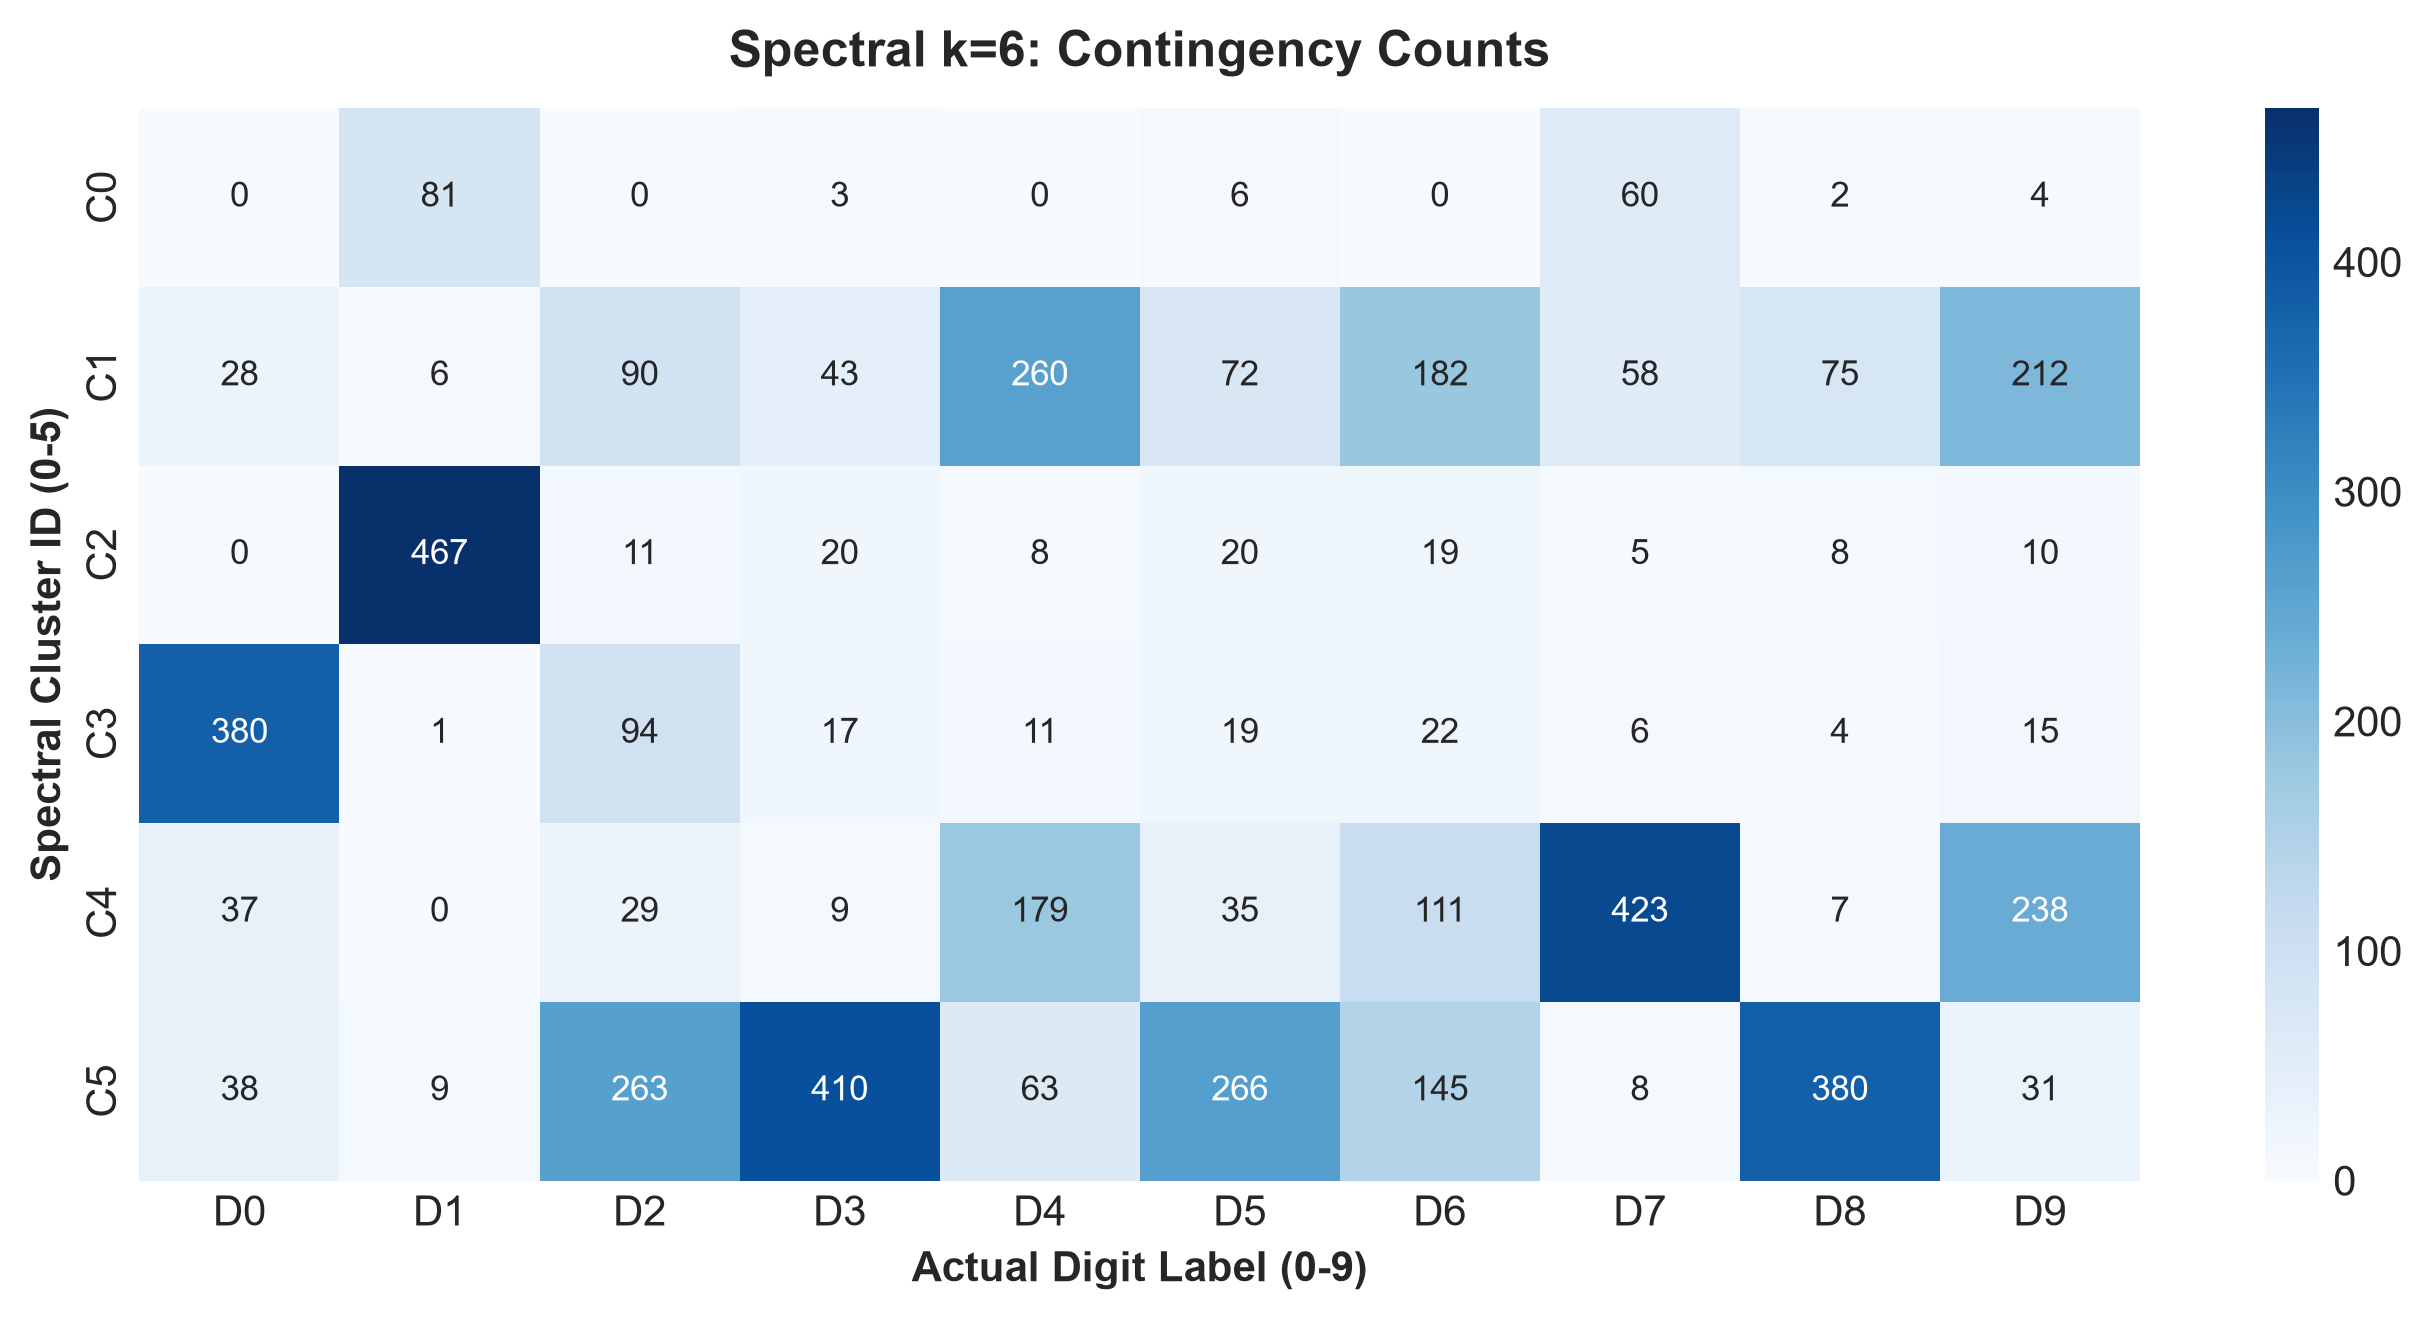 Spectral k=6: Contingency Counts
Spectral Cluster ID (0-5)
C0 0 81 0 3 0 6 0 60 2 4
C1 28 6 90 43 260 72 182 58 75 212
C2 0 467 11 20 8 20 19 5 8 10
C3 380 1 94 17 11 19 22 6 4 15
C4 37 0 29 9 179 35 111 423 7 238
C5 38 9 263 410 63 266 145 8 380 31
D0 D1 D2 D3 D4 D5 D6 D7 D8 D9
Actual Digit Label (0-9)
400
300
200
100
0